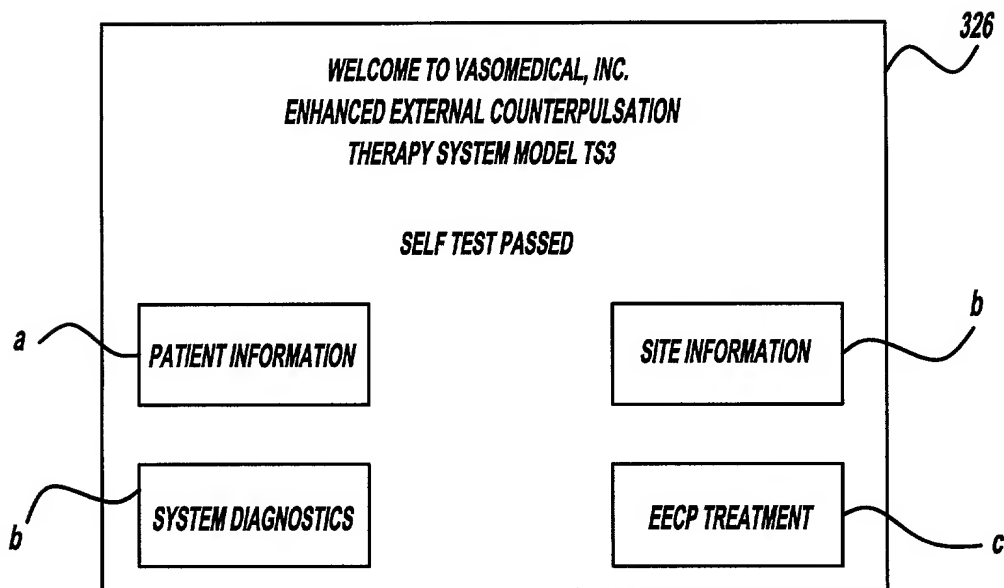 326
WELCOME TO VASOMEDICAL, INC.
ENHANCED EXTERNAL COUNTERPULSATION
THERAPY SYSTEM MODEL TS3
SELF TEST PASSED
a
PATIENT INFORMATION
SITE INFORMATION
b
b
SYSTEM DIAGNOSTICS
EECP TREATMENT
c